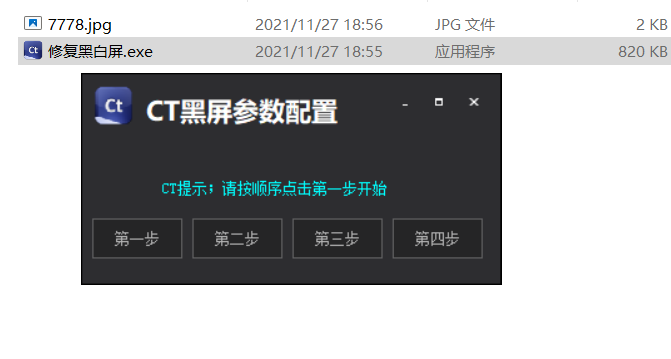 7778.jpg 2021/11/27 18:56 JPG 文件 2 KB
Ct 修复黑白屏.exe 2021/11/27 18:55 应用程序 820 KB
Ct CT黑屏参数配置
CT提示；请按顺序点击第一步开始
第一步 第二步 第三步 第四步